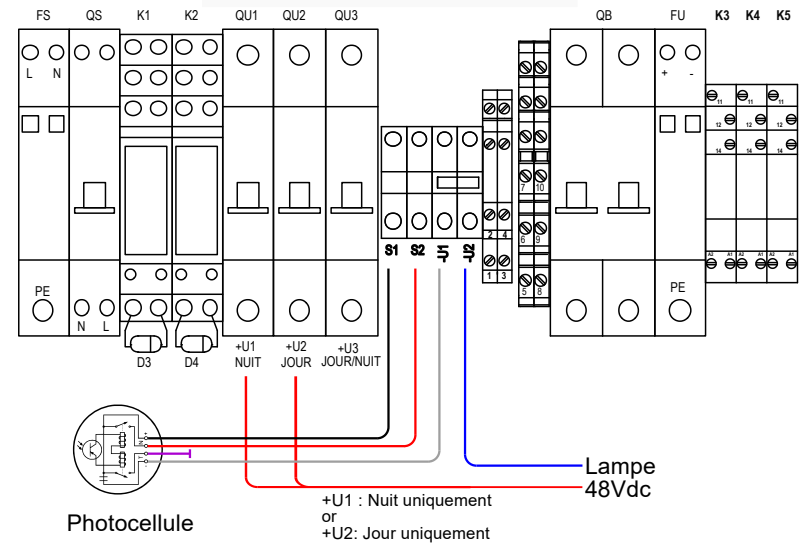 FS QS K1 K2 QU1 QU2 QU3 QB FU K3 K4 K5
L N + -
11 11 11
12 12 12
14 14 14
7 10
2 4
6 9
S1 S2 -U1 -U2
A2 A1 A2 A1 A2 A1
1 3
5 8
PE PE
N L
D3 D4
+U1 +U2 +U3
NUIT JOUR JOUR/NUIT
Lampe
48Vdc
+U1 : Nuit uniquement
or
+U2: Jour uniquement
Photocellule